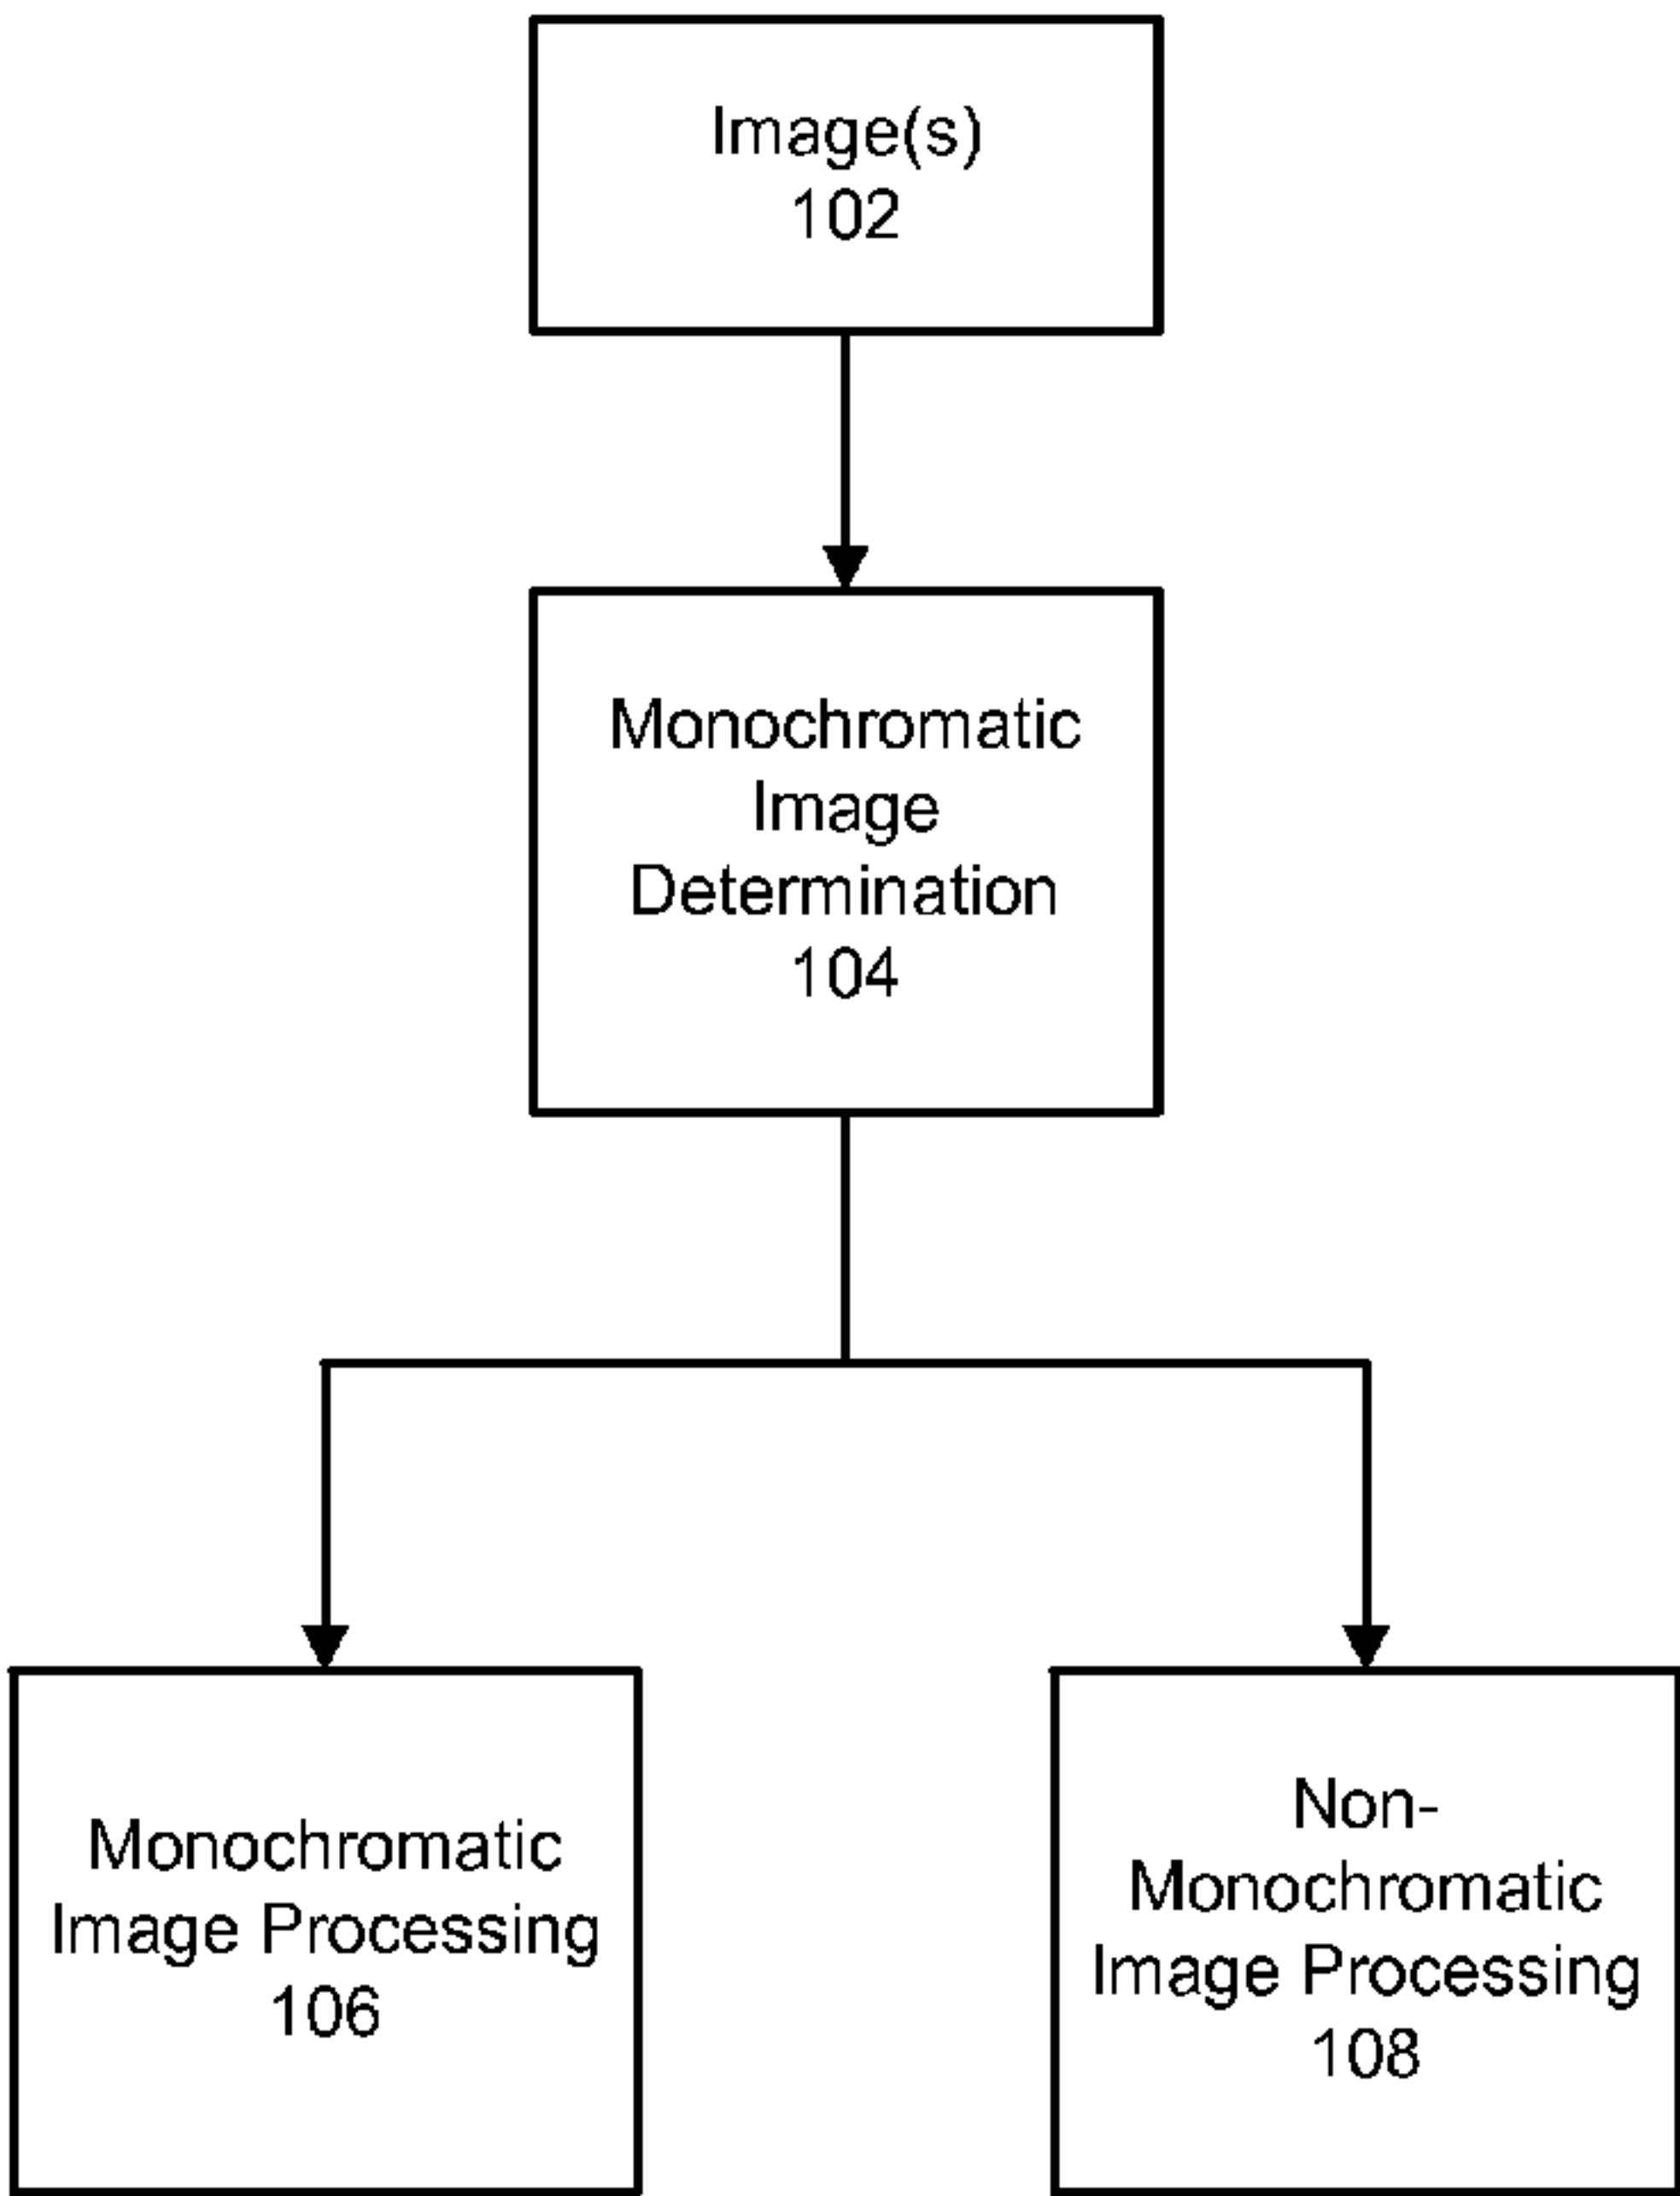 Image(s)
102
Monochromatic
Image
Determination
104
Monochromatic
Image Processing
106
Non-
Monochromatic
Image Processing
108